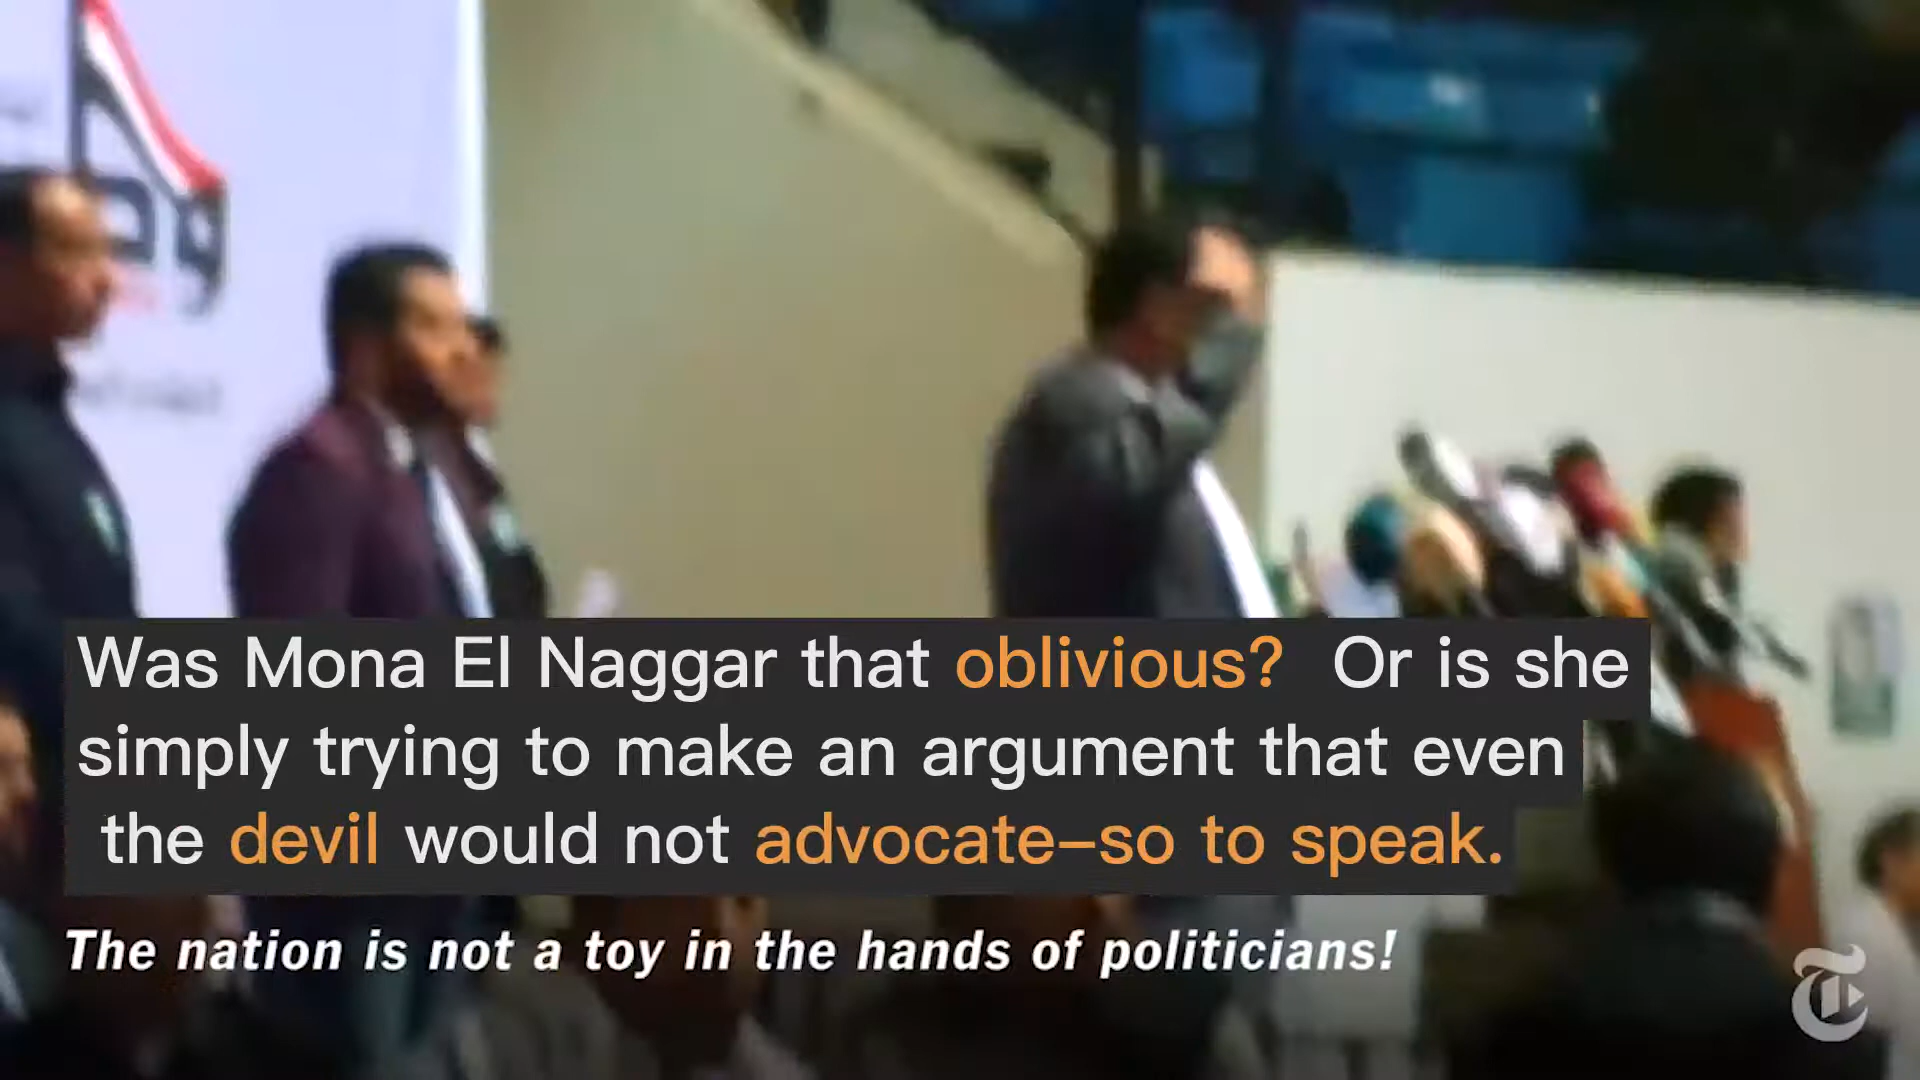 Was Mona El Naggar that oblivious? Or is she
simply trying to make an argument that even
the devil would not advocate–so to speak.
The nation is not a toy in the hands of politicians!